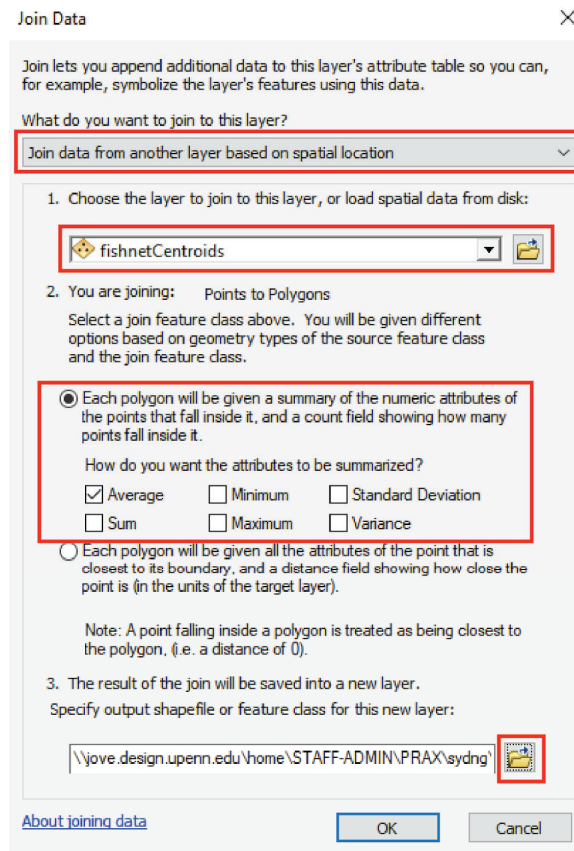 Join Data
Join lets you append additional data to this layer's attribute table so you can,
for example, symbolize the layer's features using this data.
What do you want to join to this layer?
Join data from another layer based on spatial location
1. Choose the layer to join to this layer, or load spatial data from disk:
fishnetCentroids
2. You are joining: Points to Polygons
Select a join feature class above. You will be given different
options based on geometry types of the source feature class
and the join feature class.
Each polygon will be given a summary of the numeric attributes of
the points that fall inside it, and a count field showing how many
points fall inside it.
How do you want the attributes to be summarized?
Average Minimum Standard Deviation
Sum Maximum Variance
Each polygon will be given all the attributes of the point that is
closest to its boundary, and a distance field showing how close the
point is (in the units of the target layer).
Note: A point falling inside a polygon is treated as being closest to
the polygon, (i.e. a distance of 0).
3. The result of the join will be saved into a new layer.
Specify output shapefile or feature class for this new layer:
\\jove.design.upenn.edu\home\STAFF-ADMIN\PRAX\sydng\
About joining data OK Cancel